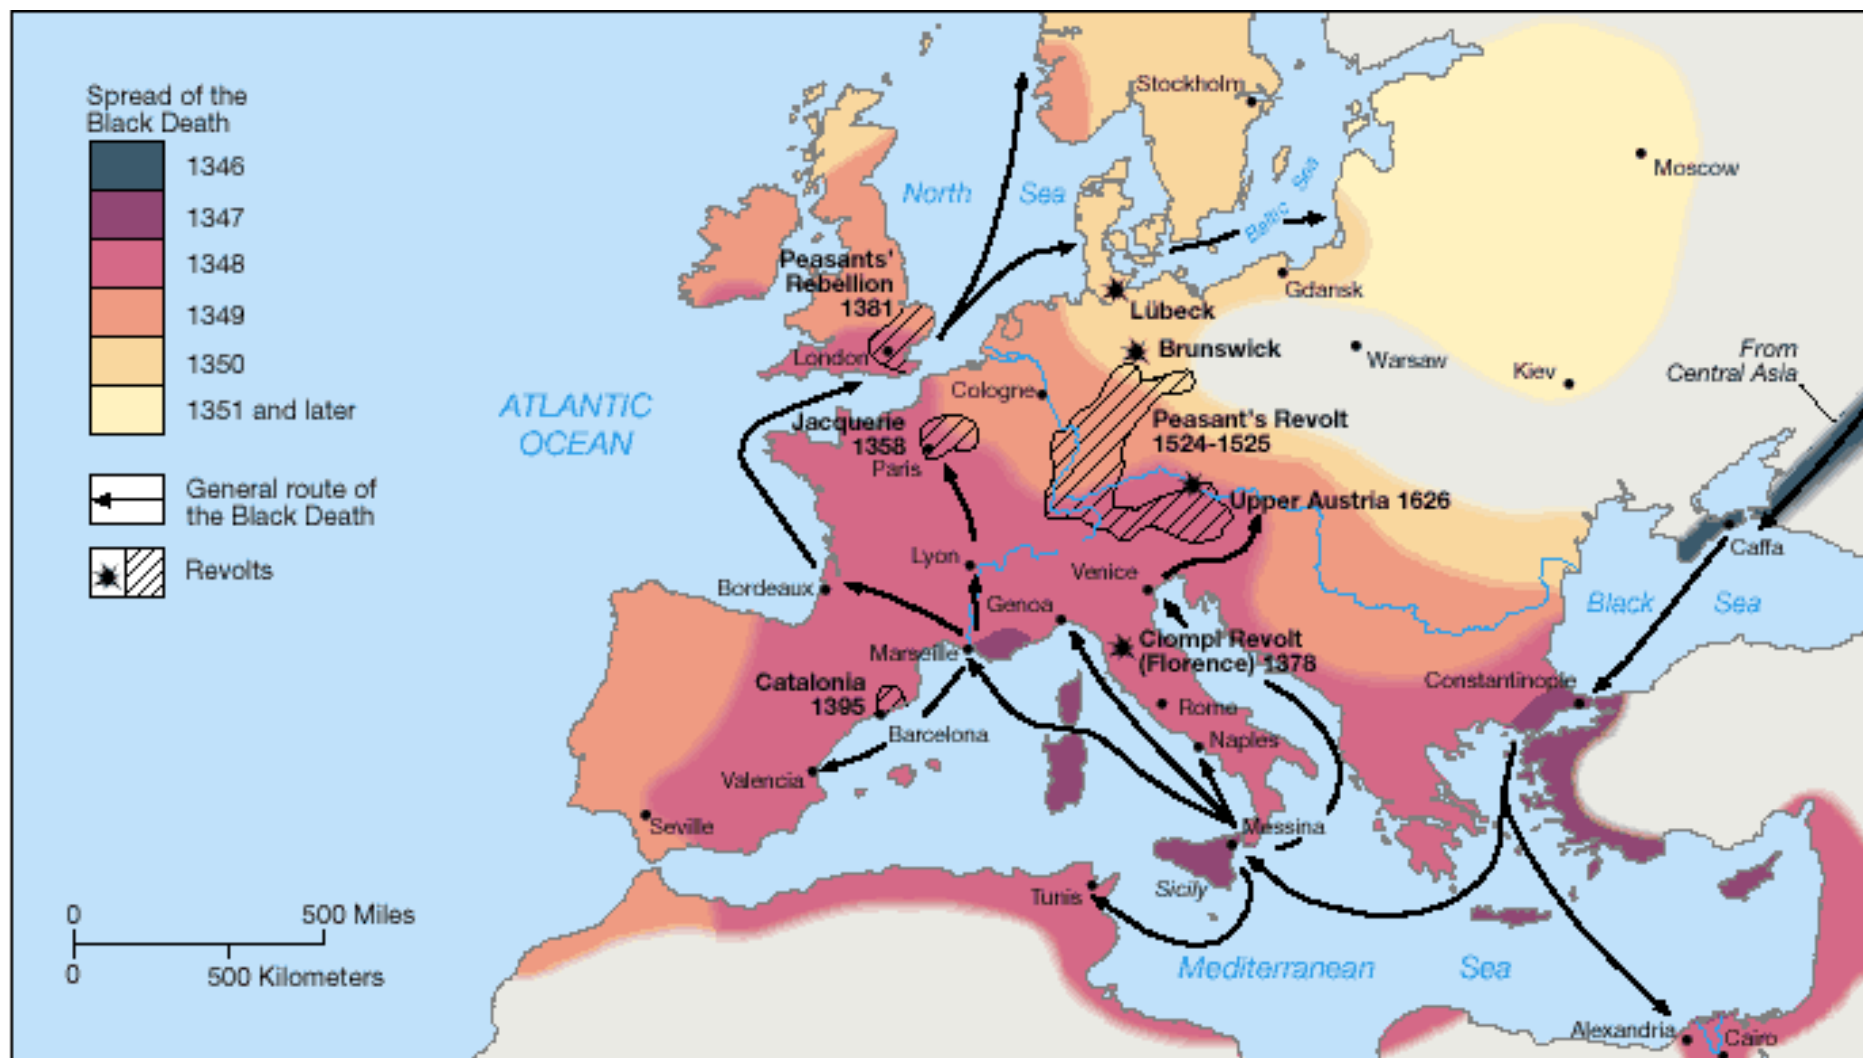 Spread of the
Black Death
1346
1347
1348
1349
1350
1351 and later
General route of
the Black Death
Revolts
0
500 Miles
0
500 Kilometers
Stockholm
Moscow
North
Sea
Baltic
Sea
Peasants'
Rebellion
1381
London
Gdansk
Lübeck
Brunswick
Warsaw
Kiev
From
Central Asia
ATLANTIC
OCEAN
Cologne
Jacquerie
1358
Paris
Peasant's Revolt
1524-1525
Upper Austria 1626
Caffa
Lyon
Venice
Bordeaux
Genoa
Black
Sea
Marseille
Ciompi Revolt
(Florence) 1378
Catalonia
1395
Constantinople
Rome
Barcelona
Naples
Valencia
Seville
Messina
Tunis
Sicily
Mediterranean
Sea
Alexandria
Cairo